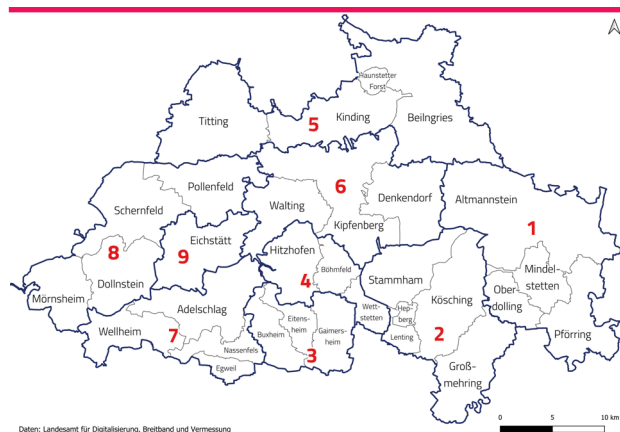 Haunstetter
Forst
Titting
5
Kinding
Beilngries
6
Pollenfeld
Denkendorf
Altmannstein
Schernfeld
Walting
Kipfenberg
1
Eichstätt
8
9
Hitzhofen
Böhmfeld
Mindel-
stetten
Dollnstein
4
Stammham
Ober-
dolling
Mörnsheim
Adelschlag
Kösching
Wett-
stetten
Hep-
berg
Pförring
Wellheim
7
Buxheim
Eitens-
heim
Gaimers-
heim
Lenting
2
Nassenfels
3
Egweil
Groß-
mehring
0 5 10 km
Daten: Landesamt für Digitalisierung, Breitband und Vermessung